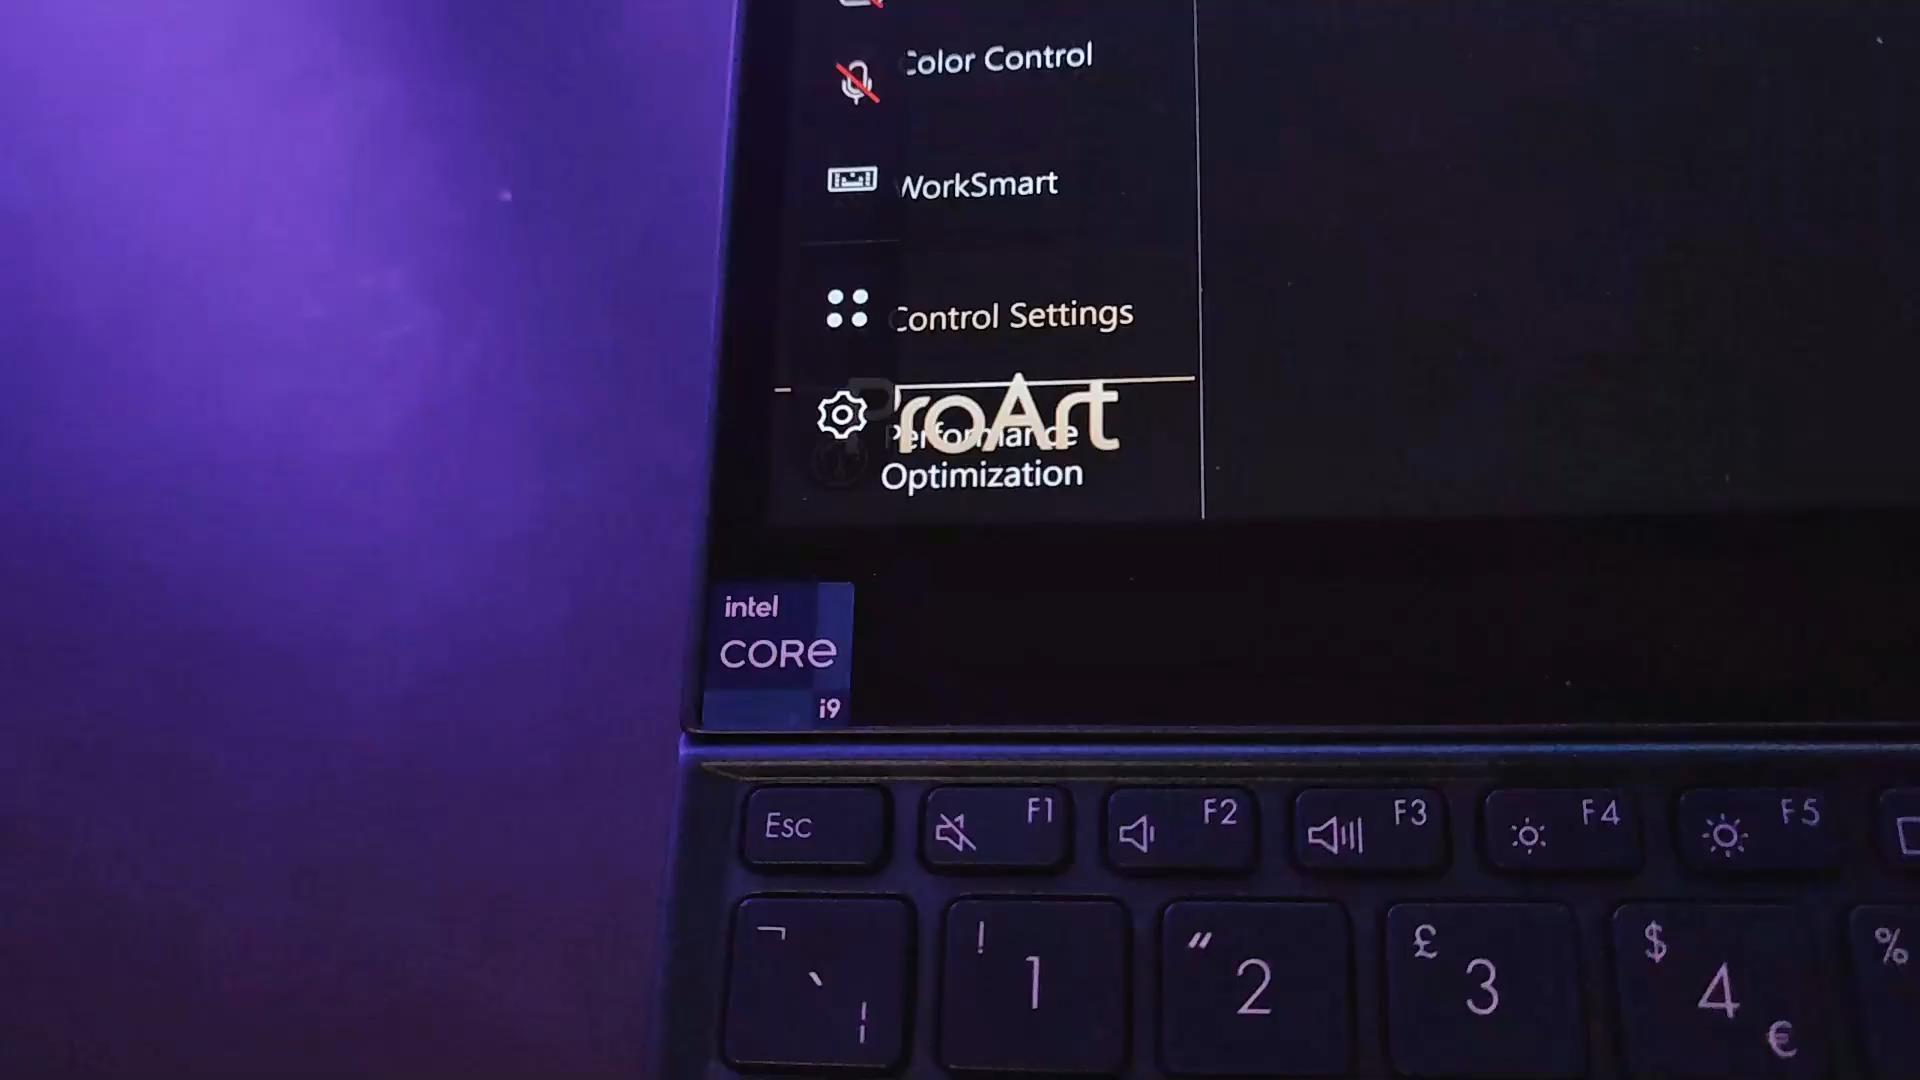 Color Control
WorkSmart
Control Settings
ProArt
Performance
Optimization
intel
CORE
i9
Esc
F1
F2
F3
F4
F5
¬
`
¦
!
1
"
2
£
3
$
4
€
%